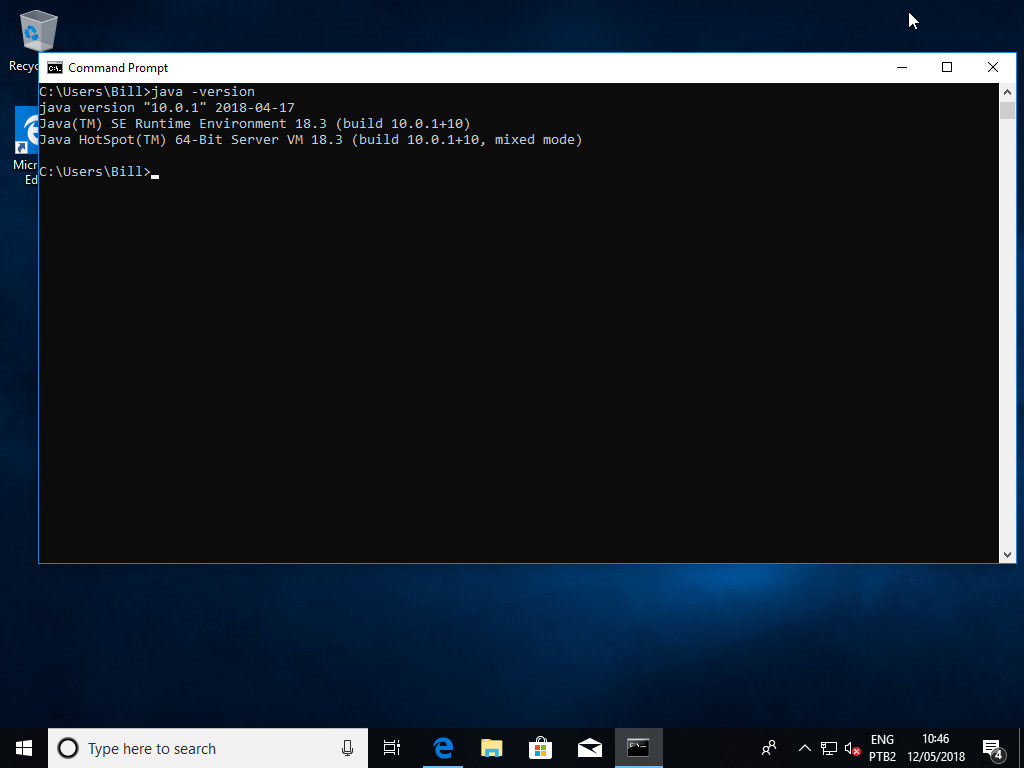 Recyc
Command Prompt
C:\Users\Bill>java -version
java version "10.0.1" 2018-04-17
Java(TM) SE Runtime Environment 18.3 (build 10.0.1+10)
Java HotSpot(TM) 64-Bit Server VM 18.3 (build 10.0.1+10, mixed mode)
C:\Users\Bill>
Micr
Ed
Type here to search
ENG
PTB2
10:46
12/05/2018
4